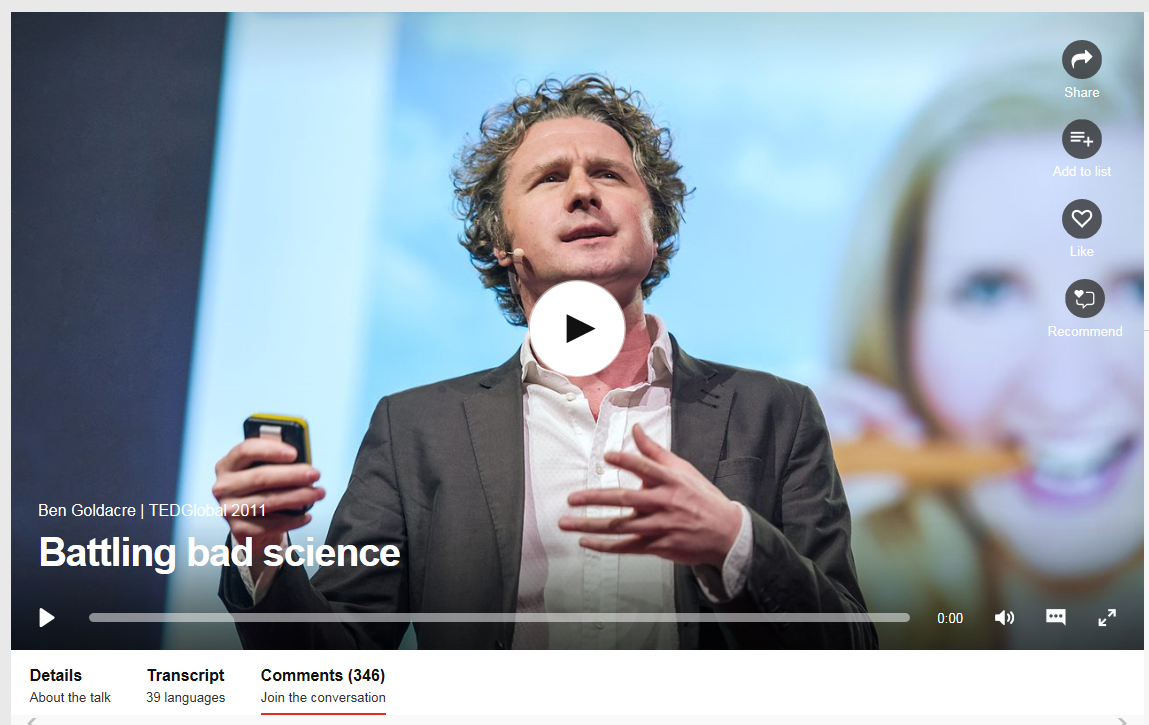 Share
Add to list
Like
Recommend
Ben Goldacre | TEDGlobal 2011
Battling bad science
0:00
Details
About the talk
Transcript
39 languages
Comments (346)
Join the conversation